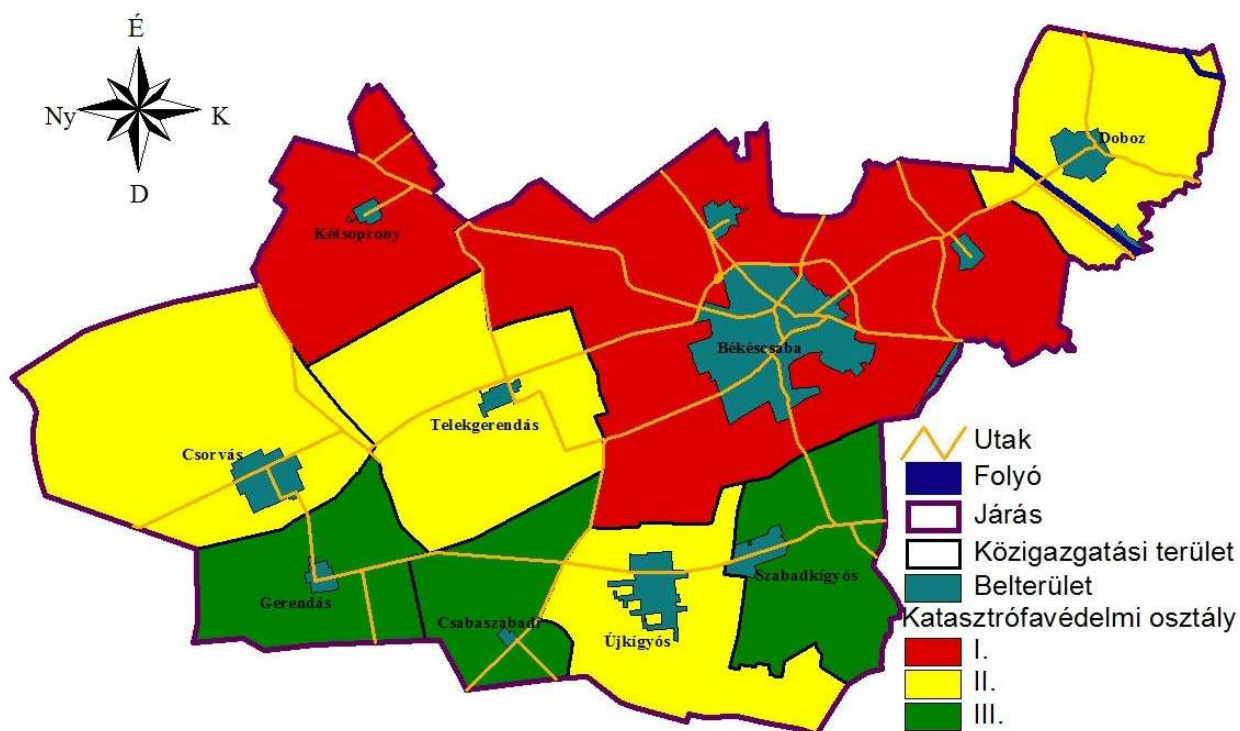 É
Ny
K
D
Doboz
Kétsoprony
Békéscsaba
Telekgerendás
Csorvás
Gerendás
Csabaszabadi
Újkígyós
Szabadkígyós
Utak
Folyó
Járás
Közigazgatási terület
Belterület
Katasztrófavédelmi osztály
I.
II.
III.